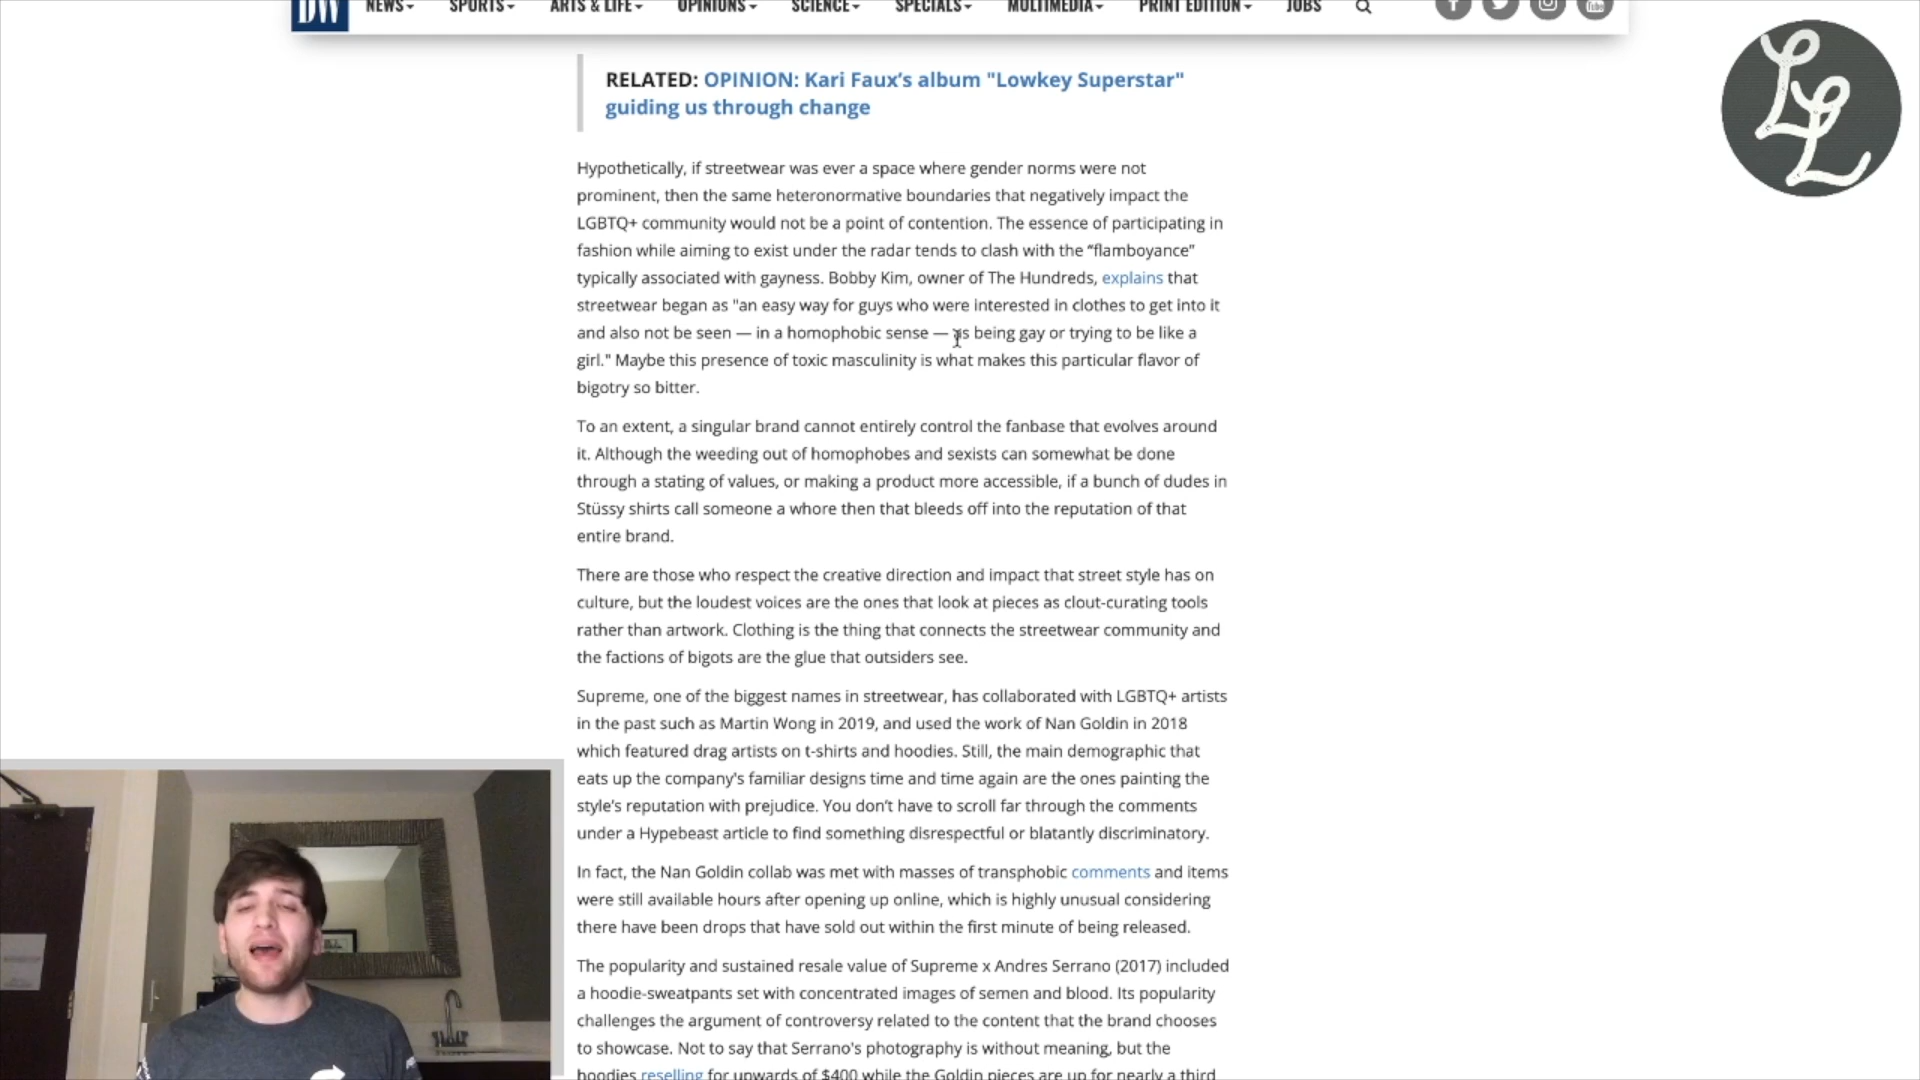 DW NEWS SPORTS ARTS & LIFE OPINIONS SCIENCE SPECIALS MULTIMEDIA PRINT EDITION JOBS
LL
RELATED: OPINION: Kari Faux’s album "Lowkey Superstar"
guiding us through change
Hypothetically, if streetwear was ever a space where gender norms were not
prominent, then the same heteronormative boundaries that negatively impact the
LGBTQ+ community would not be a point of contention. The essence of participating in
fashion while aiming to exist under the radar tends to clash with the “flamboyance”
typically associated with gayness. Bobby Kim, owner of The Hundreds, explains that
streetwear began as "an easy way for guys who were interested in clothes to get into it
and also not be seen — in a homophobic sense — as being gay or trying to be like a
girl." Maybe this presence of toxic masculinity is what makes this particular flavor of
bigotry so bitter.
To an extent, a singular brand cannot entirely control the fanbase that evolves around
it. Although the weeding out of homophobes and sexists can somewhat be done
through a stating of values, or making a product more accessible, if a bunch of dudes in
Stüssy shirts call someone a whore then that bleeds off into the reputation of that
entire brand.
There are those who respect the creative direction and impact that street style has on
culture, but the loudest voices are the ones that look at pieces as clout-curating tools
rather than artwork. Clothing is the thing that connects the streetwear community and
the factions of bigots are the glue that outsiders see.
Supreme, one of the biggest names in streetwear, has collaborated with LGBTQ+ artists
in the past such as Martin Wong in 2019, and used the work of Nan Goldin in 2018
which featured drag artists on t-shirts and hoodies. Still, the main demographic that
eats up the company's familiar designs time and time again are the ones painting the
style's reputation with prejudice. You don’t have to scroll far through the comments
under a Hypebeast article to find something disrespectful or blatantly discriminatory.
In fact, the Nan Goldin collab was met with masses of transphobic comments and items
were still available hours after opening up online, which is highly unusual considering
there have been drops that have sold out within the first minute of being released.
The popularity and sustained resale value of Supreme x Andres Serrano (2017) included
a hoodie-sweatpants set with concentrated images of semen and blood. Its popularity
challenges the argument of controversy related to the content that the brand chooses
to showcase. Not to say that Serrano's photography is without meaning, but the
hoodies reselling for upwards of $400 while the Goldin pieces are up for nearly a third